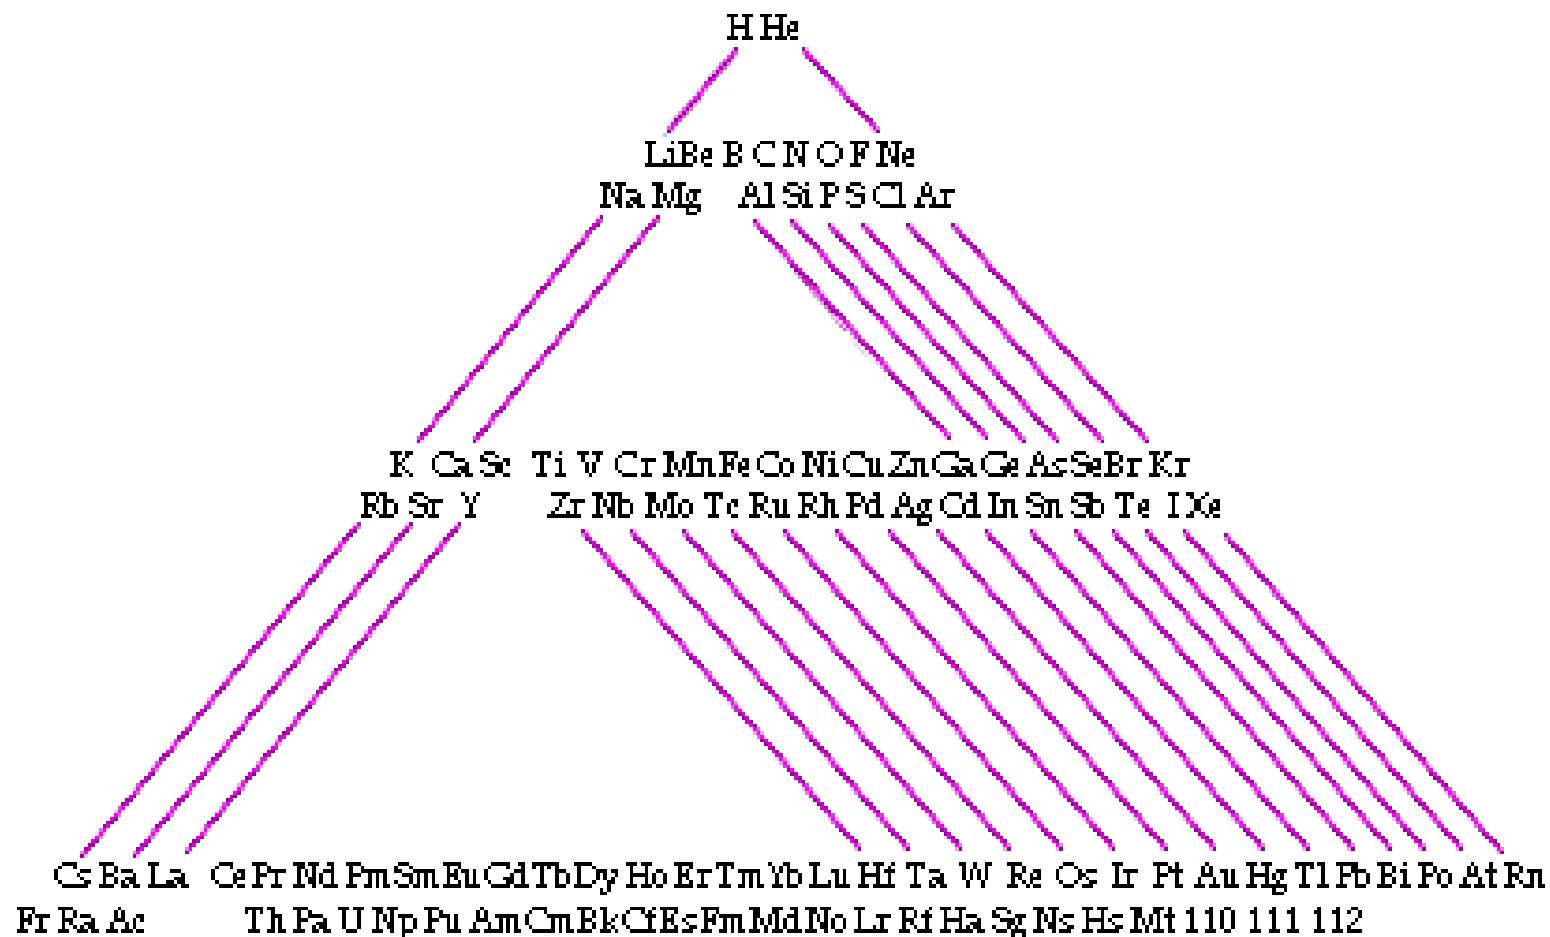 H He
Li Be B C N O F Ne
Na Mg Al Si P S Cl Ar
K Ca Sc Ti V Cr Mn Fe Co Ni Cu Zn Ga Ge As Se Br Kr
Rb Sr Y Zr Nb Mo Tc Ru Rh Pd Ag Cd In Sn Sb Te I Xe
Cs Ba La Ce Pr Nd Pm Sm Eu Gd Tb Dy Ho Er Tm Yb Lu Hf Ta W Re Os Ir Pt Au Hg Tl Pb Bi Po At Rn
Fr Ra Ac Th Pa U Np Pu Am Cm Bk Cf Es Fm Md No Lr Rf Ha Sg Ns Hs Mt 110 111 112